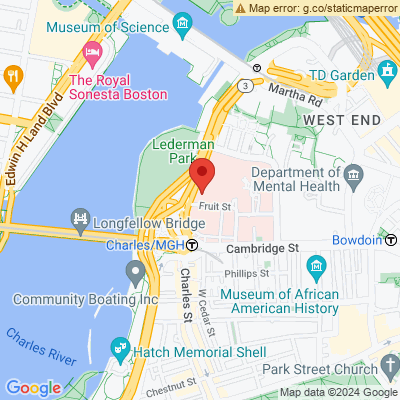 Map error: g.co/staticmaperror
Museum of Science
The Royal
Sonesta Boston
Edwin H Land Blvd
TD Garden
3
Martha Rd
WEST END
Lederman
Park
Department of
Mental Health
Fruit St
Longfellow Bridge
Charles/MGH
T
Cambridge St
Bowdoin
T
Phillips St
Community Boating Inc
Charles St
W Cedar St
Museum of African
American History
Charles River
Hatch Memorial Shell
Park Street Church
Chestnut St
Google
Map data ©2024 Google